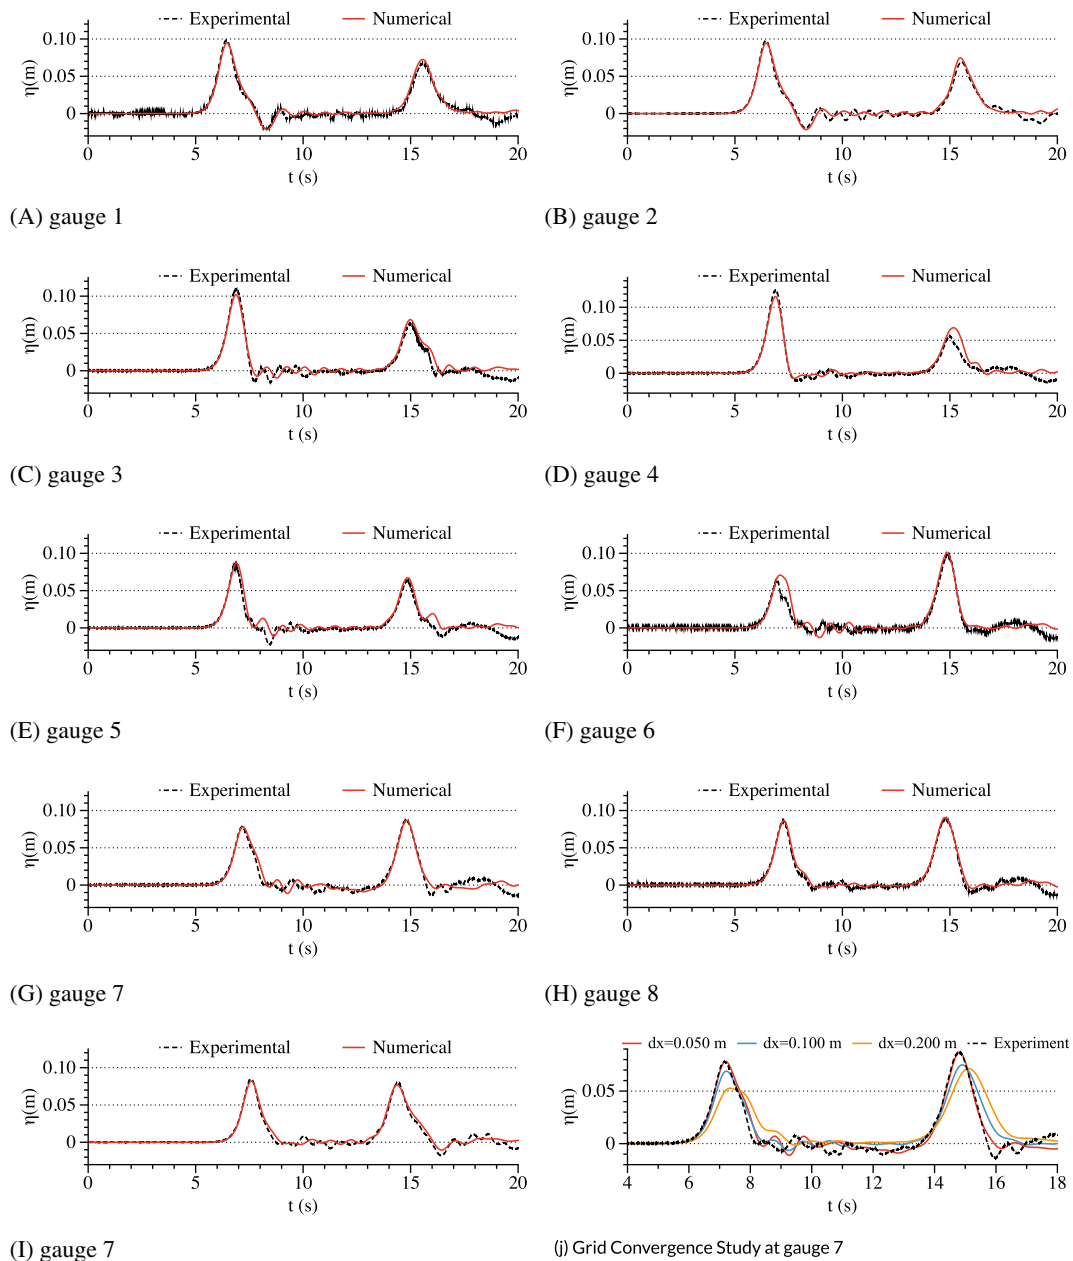 Experimental Numerical
0.10
0.05
0
η(m)
0 5 10 15 20
t (s)
(A) gauge 1
Experimental Numerical
0.10
0.05
0
η(m)
0 5 10 15 20
t (s)
(B) gauge 2
Experimental Numerical
0.10
0.05
0
η(m)
0 5 10 15 20
t (s)
(C) gauge 3
Experimental Numerical
0.10
0.05
0
η(m)
0 5 10 15 20
t (s)
(D) gauge 4
Experimental Numerical
0.10
0.05
0
η(m)
0 5 10 15 20
t (s)
(E) gauge 5
Experimental Numerical
0.10
0.05
0
η(m)
0 5 10 15 20
t (s)
(F) gauge 6
Experimental Numerical
0.10
0.05
0
η(m)
0 5 10 15 20
t (s)
(G) gauge 7
Experimental Numerical
0.10
0.05
0
η(m)
0 5 10 15 20
t (s)
(H) gauge 8
Experimental Numerical
0.10
0.05
0
η(m)
0 5 10 15 20
t (s)
(I) gauge 7
dx=0.050 m dx=0.100 m dx=0.200 m Experiment
0.05
0
η(m)
4 6 8 10 12 14 16 18
t (s)
(j) Grid Convergence Study at gauge 7